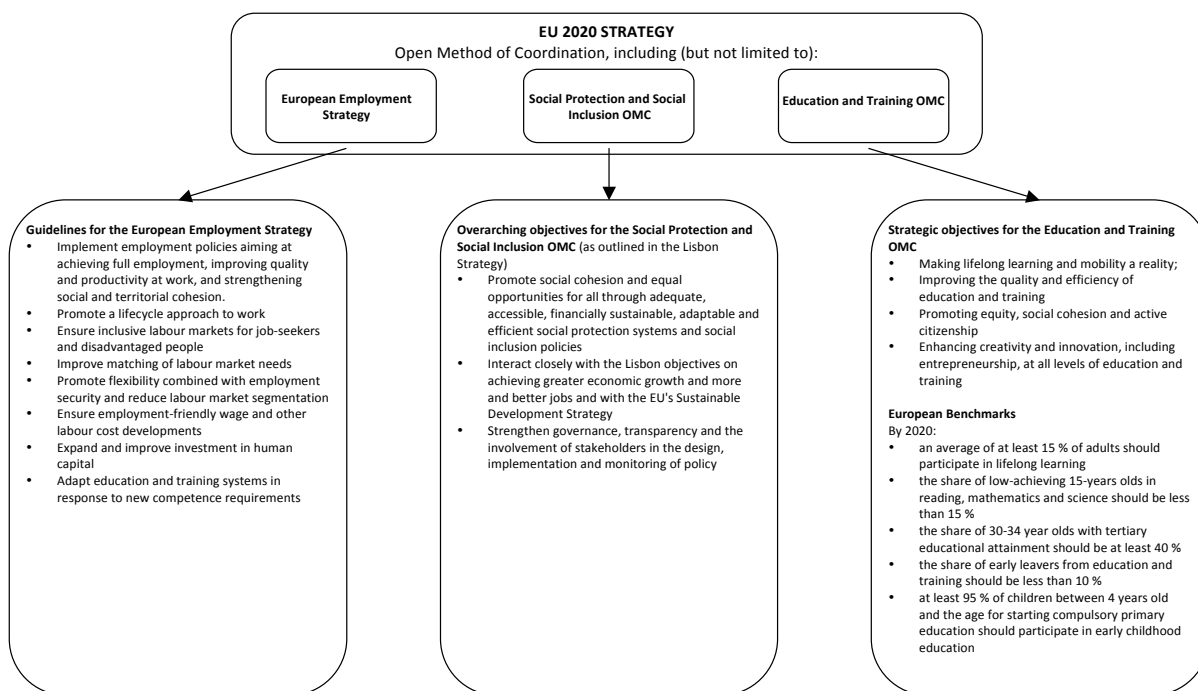 EU 2020 STRATEGY
Open Method of Coordination, including (but not limited to):
European Employment
Strategy
Social Protection and Social
Inclusion OMC
Education and Training OMC
Guidelines for the European Employment Strategy
• Implement employment policies aiming at
achieving full employment, improving quality
and productivity at work, and strengthening
social and territorial cohesion.
• Promote a lifecycle approach to work
• Ensure inclusive labour markets for job-seekers
and disadvantaged people
• Improve matching of labour market needs
• Promote flexibility combined with employment
security and reduce labour market segmentation
• Ensure employment-friendly wage and other
labour cost developments
• Expand and improve investment in human
capital
• Adapt education and training systems in
response to new competence requirements
Overarching objectives for the Social Protection and
Social Inclusion OMC (as outlined in the Lisbon
Strategy)
• Promote social cohesion and equal
opportunities for all through adequate,
accessible, financially sustainable, adaptable and
efficient social protection systems and social
inclusion policies
• Interact closely with the Lisbon objectives on
achieving greater economic growth and more
and better jobs and with the EU's Sustainable
Development Strategy
• Strengthen governance, transparency and the
involvement of stakeholders in the design,
implementation and monitoring of policy
Strategic objectives for the Education and Training
OMC
• Making lifelong learning and mobility a reality;
• Improving the quality and efficiency of
education and training
• Promoting equity, social cohesion and active
citizenship
• Enhancing creativity and innovation, including
entrepreneurship, at all levels of education and
training
European Benchmarks
By 2020:
• an average of at least 15 % of adults should
participate in lifelong learning
• the share of low-achieving 15-years olds in
reading, mathematics and science should be less
than 15 %
• the share of 30-34 year olds with tertiary
educational attainment should be at least 40 %
• the share of early leavers from education and
training should be less than 10 %
• at least 95 % of children between 4 years old
and the age for starting compulsory primary
education should participate in early childhood
education